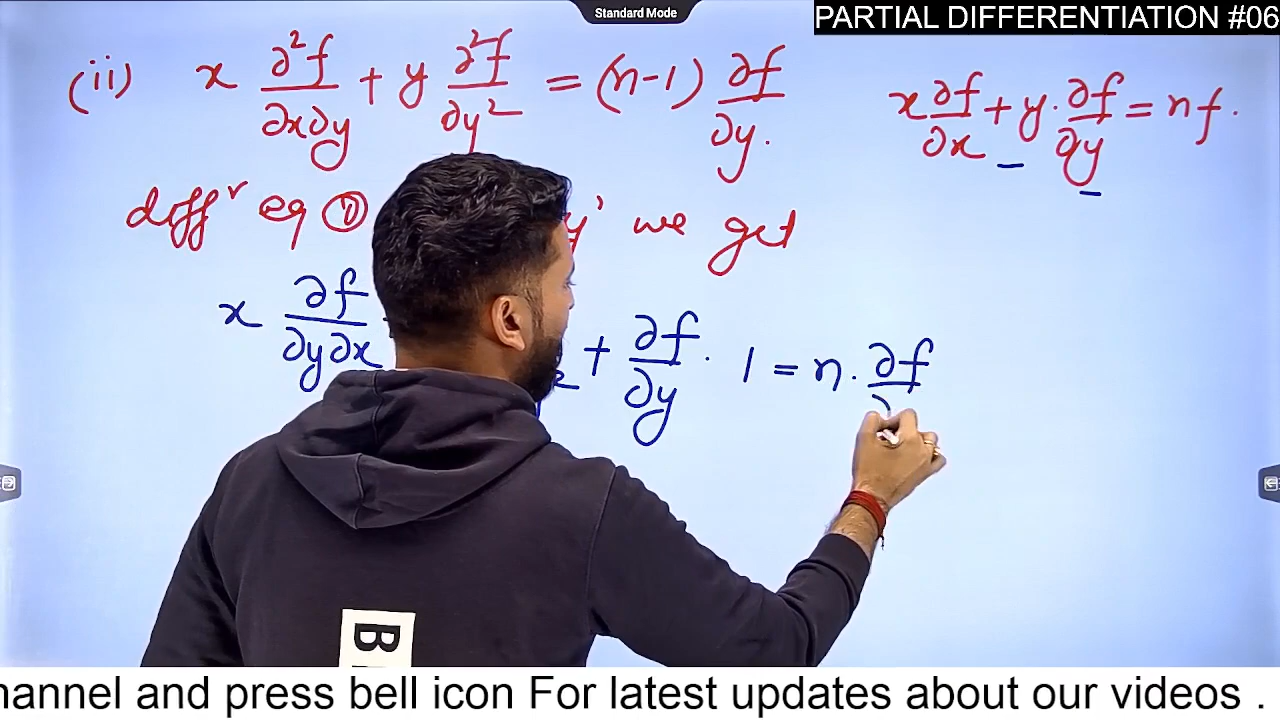 Standard Mode
PARTIAL DIFFERENTIATION #06
(ii) x ∂²f/∂x∂y + y ∂²f/∂y² = (n-1) ∂f/∂y.
x ∂f/∂x + y. ∂f/∂y = nf.
diffʳ eq ① y' we get
x ∂f/∂y∂x + ∂f/∂y . 1 = n. ∂f/∂
B
hannel and press bell icon For latest updates about our videos .